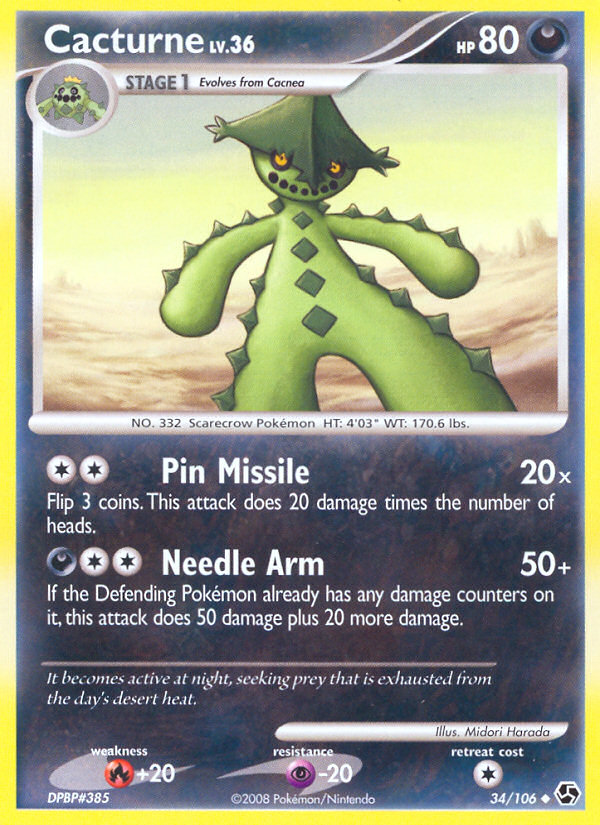 Cacturne LV.36 HP 80
STAGE 1 Evolves from Cacnea
NO. 332 Scarecrow Pokémon HT: 4'03" WT: 170.6 lbs.
Pin Missile 20x
Flip 3 coins. This attack does 20 damage times the number of
heads.
Needle Arm 50+
If the Defending Pokémon already has any damage counters on
it, this attack does 50 damage plus 20 more damage.
It becomes active at night, seeking prey that is exhausted from
the day's desert heat.
Illus. Midori Harada
weakness resistance retreat cost
+20 -20
DPBP#385 ©2008 Pokémon/Nintendo 34/106